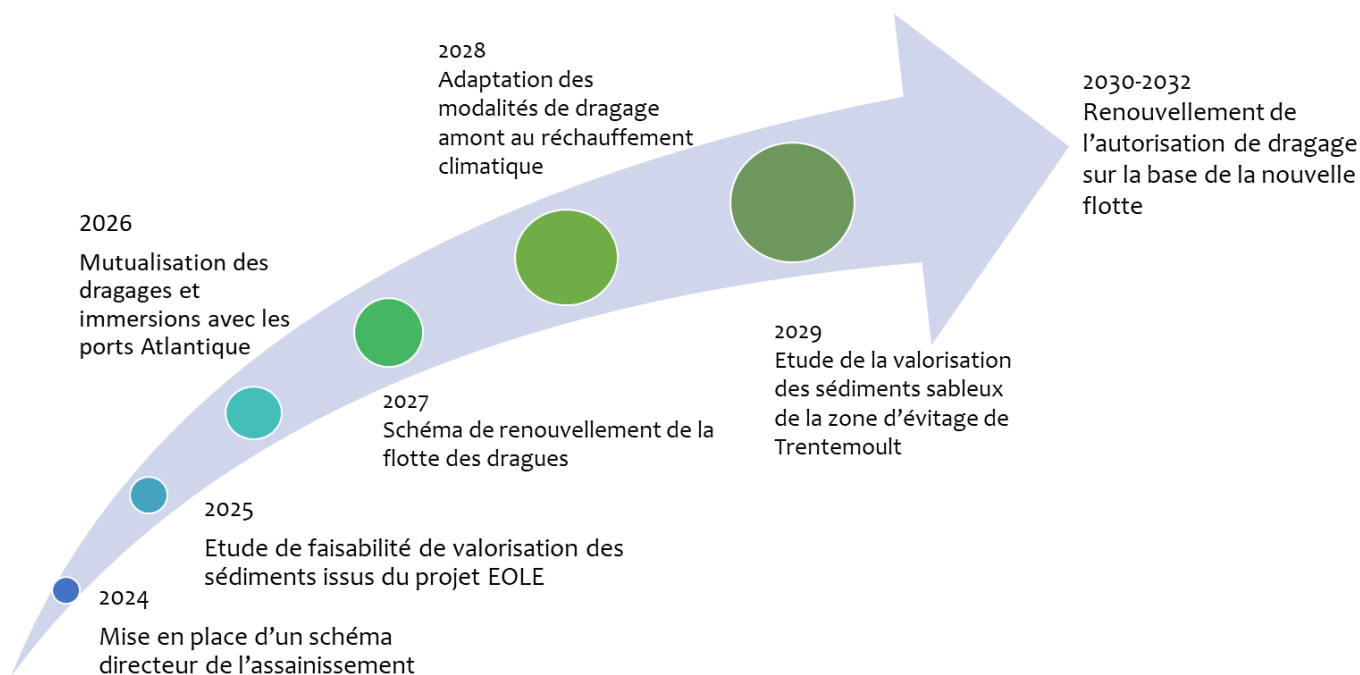 2024
Mise en place d’un schéma
directeur de l’assainissement
2025
Etude de faisabilité de valorisation des
sédiments issus du projet EOLE
2026
Mutualisation des
dragages et
immersions avec les
ports Atlantique
2027
Schéma de renouvellement de la
flotte des dragues
2028
Adaptation des
modalités de dragage
amont au réchauffement
climatique
2029
Etude de la valorisation
des sédiments sableux
de la zone d’évitage de
Trentemoult
2030-2032
Renouvellement de
l’autorisation de dragage
sur la base de la nouvelle
flotte